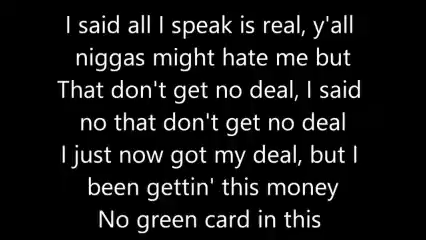 I said all I speak is real, y'all
niggas might hate me but
That don't get no deal, I said
no that don't get no deal
I just now got my deal, but I
been gettin' this money
No green card in this